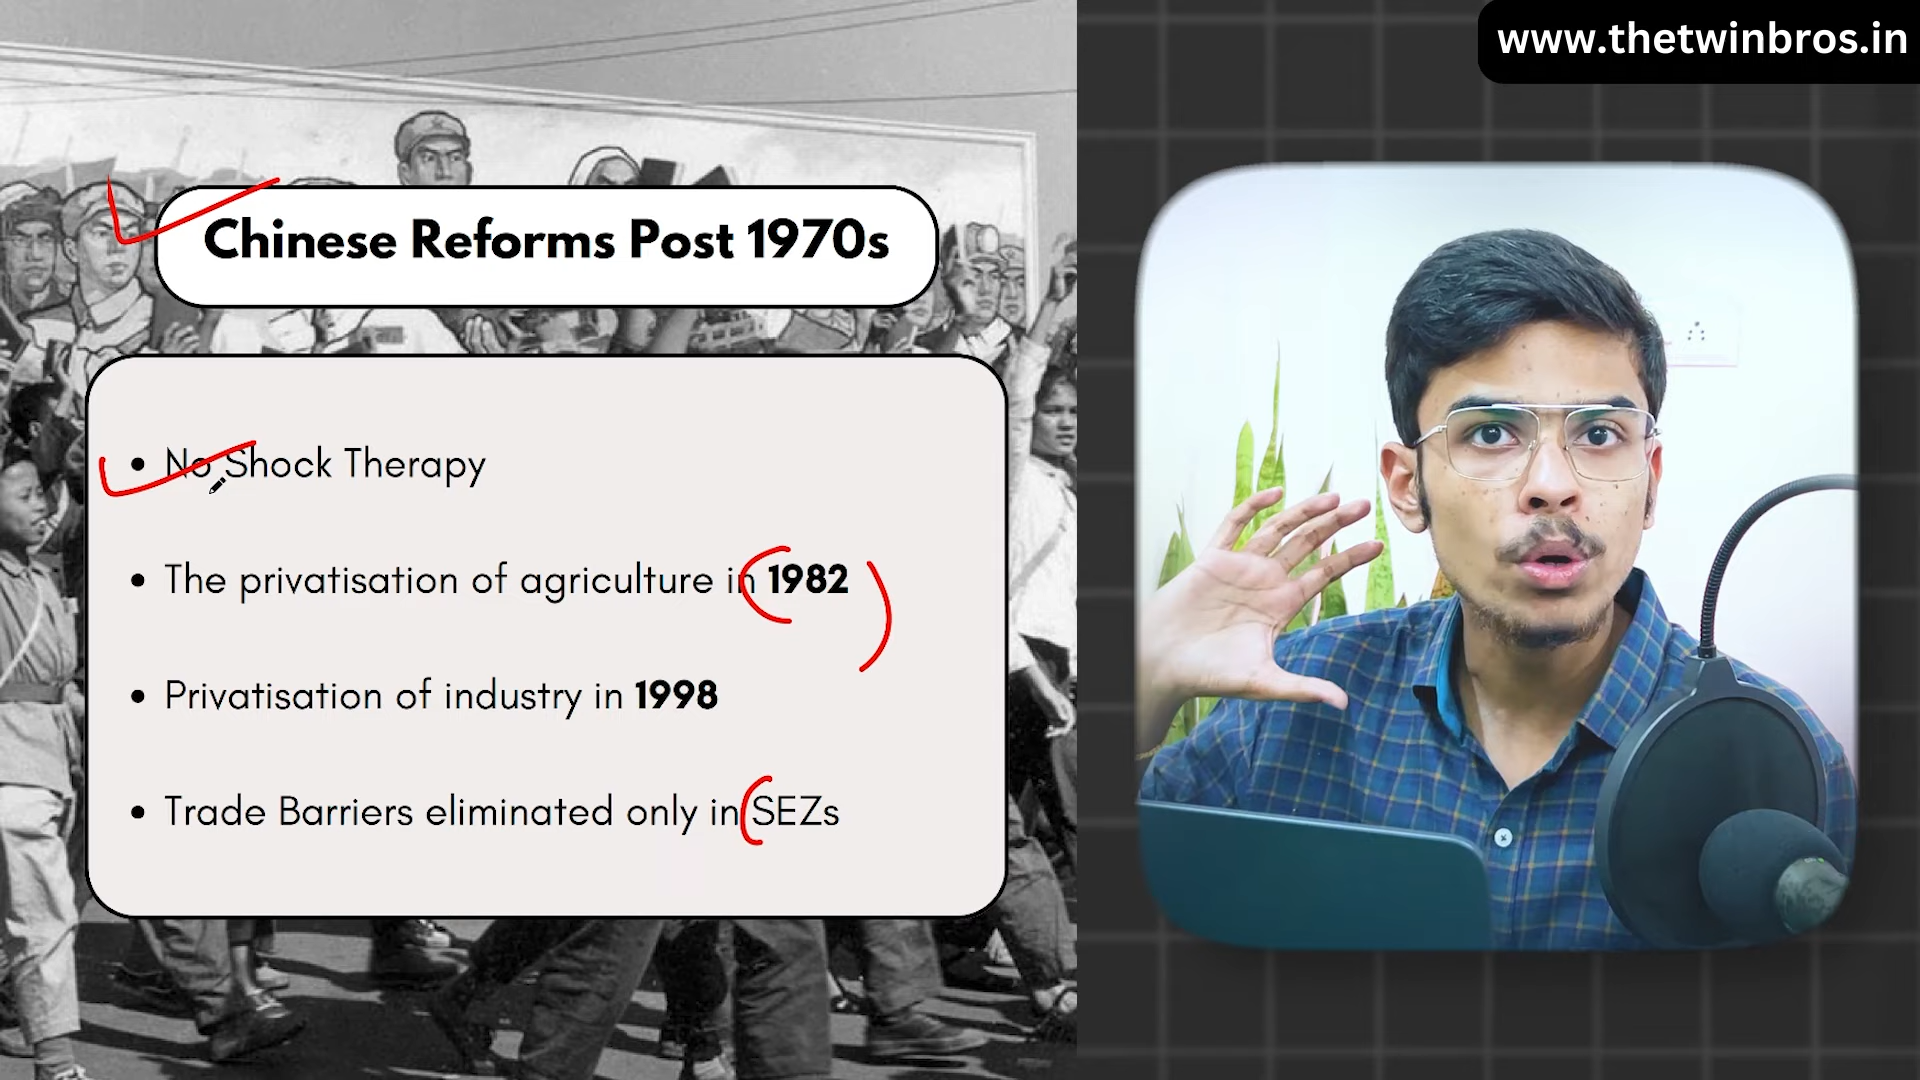 www.thetwinbros.in
Chinese Reforms Post 1970s
• No Shock Therapy
• The privatisation of agriculture in 1982
• Privatisation of industry in 1998
• Trade Barriers eliminated only in SEZs